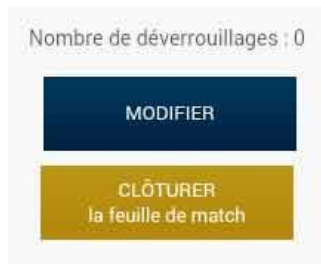 Nombre de déverrouillages : 0
MODIFIER
CLÔTURER
la feuille de match